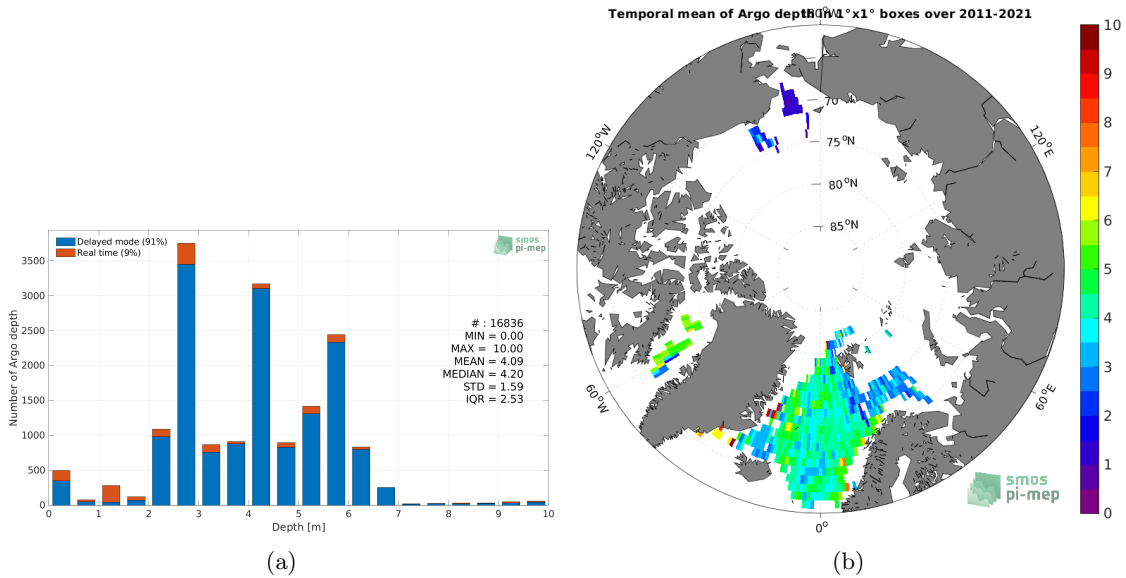 Delayed mode (91%)
Real time (9%)
smos
pi-mep
3500
3000
2500
2000
1500
1000
500
0
Number of Argo depth
# : 16836
MIN = 0.00
MAX = 10.00
MEAN = 4.09
MEDIAN = 4.20
STD = 1.59
IQR = 2.53
0 1 2 3 4 5 6 7 8 9 10
Depth [m]
(a)
Temporal mean of Argo depth in 1°x1° boxes over 2011-2021
120°W
120°E
75°N
80°N
85°N
60°W
60°E
0°
smos
pi-mep
10
9
8
7
6
5
4
3
2
1
0
(b)